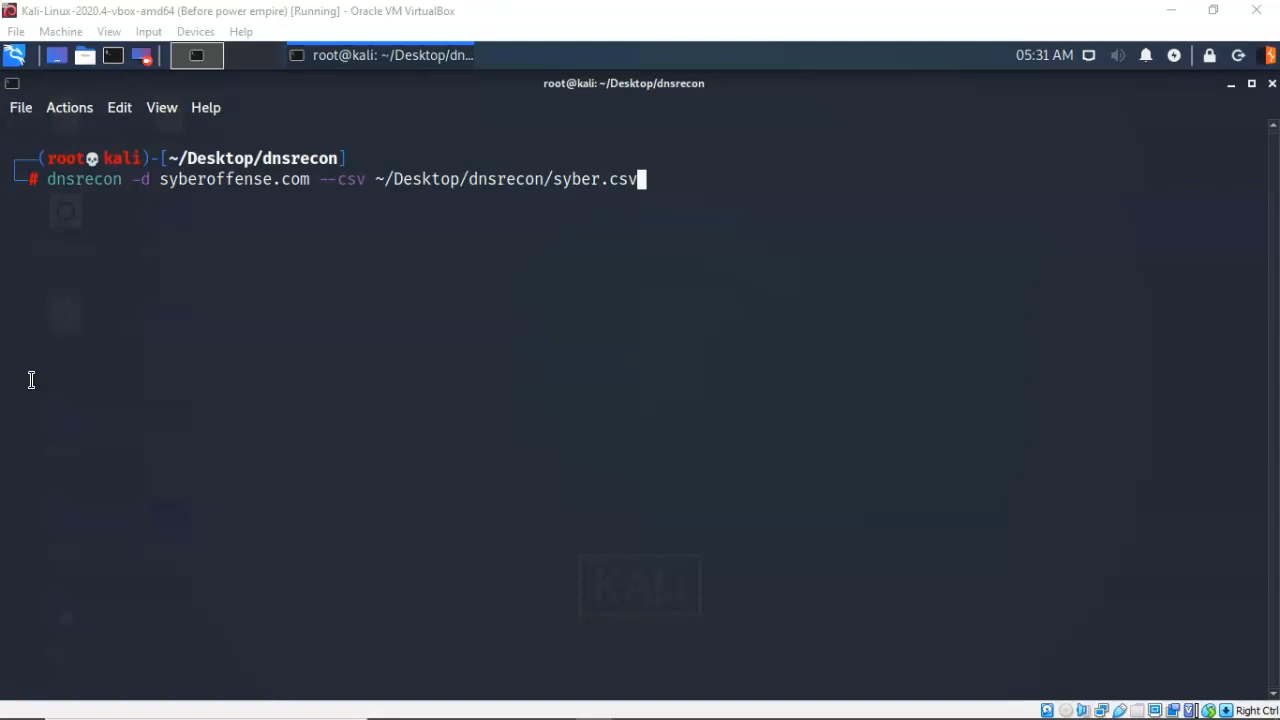 Kali-Linux-2020.4-vbox-amd64 (Before power empire) [Running] - Oracle VM VirtualBox
File Machine View Input Devices Help
root@kali: ~/Desktop/dn... 05:31 AM
root@kali: ~/Desktop/dnsrecon
File Actions Edit View Help
(root💀kali)-[~/Desktop/dnsrecon]
# dnsrecon -d syberoffense.com --csv ~/Desktop/dnsrecon/syber.csv
KALI
Right Ctrl